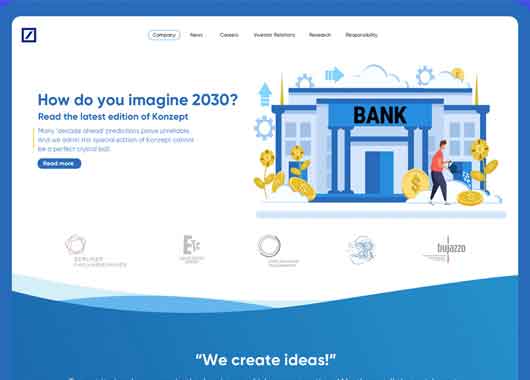 Company
News
Careers
Investor Relations
Research
Responsibility
How do you imagine 2030?
Read the latest edition of Konzept
Many 'decade ahead' predictions prove unreliable.
And we admit this special edition of Konzept cannot
be a perfect crystal ball.
Read more
BANK
BERLINER
PHILHARMONIKER
ETC
bujazzo
“We create ideas!”